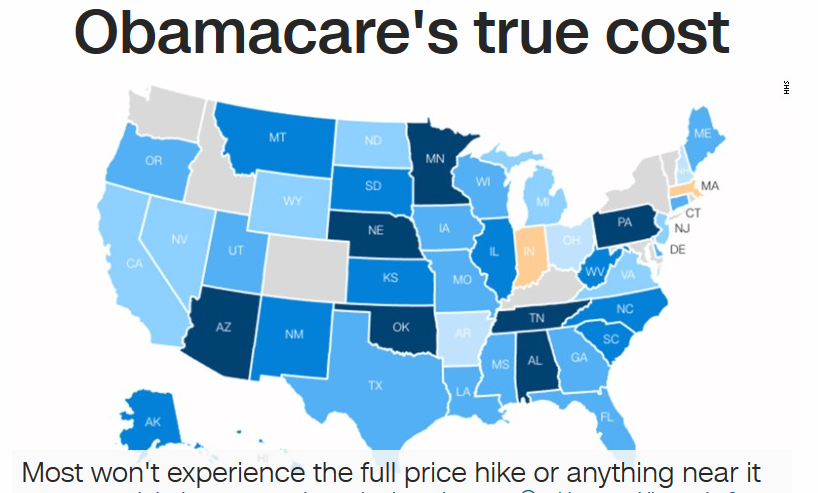 Obamacare's true cost
HHS
MT
ND
MN
ME
OR
SD
WI
NH
MA
WY
MI
CT
NE
IA
PA
NJ
NV
UT
IL
IN
OH
DE
CA
KS
MO
WV
VA
AZ
NM
OK
AR
TN
NC
SC
TX
LA
MS
AL
GA
FL
AK
HI
Most won't experience the full price hike or anything near it